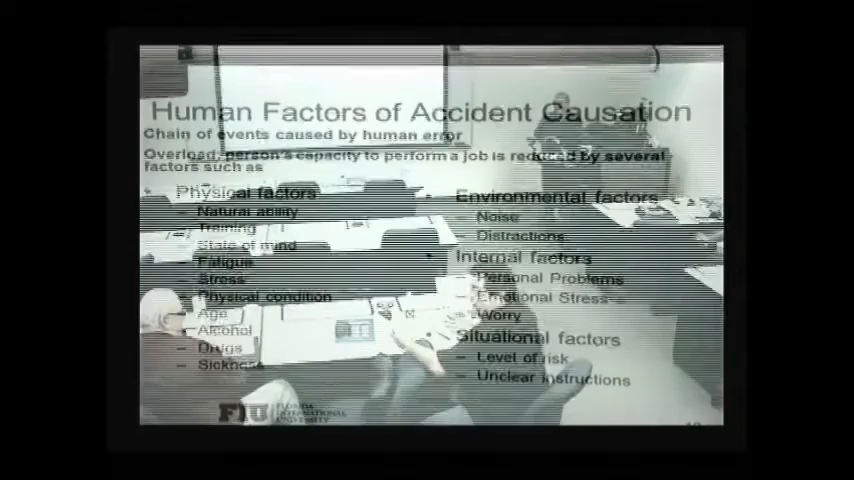 Human Factors of Accident Causation
Chain of events caused by human error
Overload, person's capacity to perform a job is reduced by several
factors such as
Physical factors
– Natural ability
– Training
– State of mind
– Fatigue
– Stress
– Physical condition
– Age
– Alcohol
– Drugs
– Sickness
Environmental factors
– Noise
– Distractions
Internal factors
– Personal Problems
– Emotional Stress
– Worry
Situational factors
– Level of risk
– Unclear instructions
FIU FLORIDA
INTERNATIONAL
UNIVERSITY